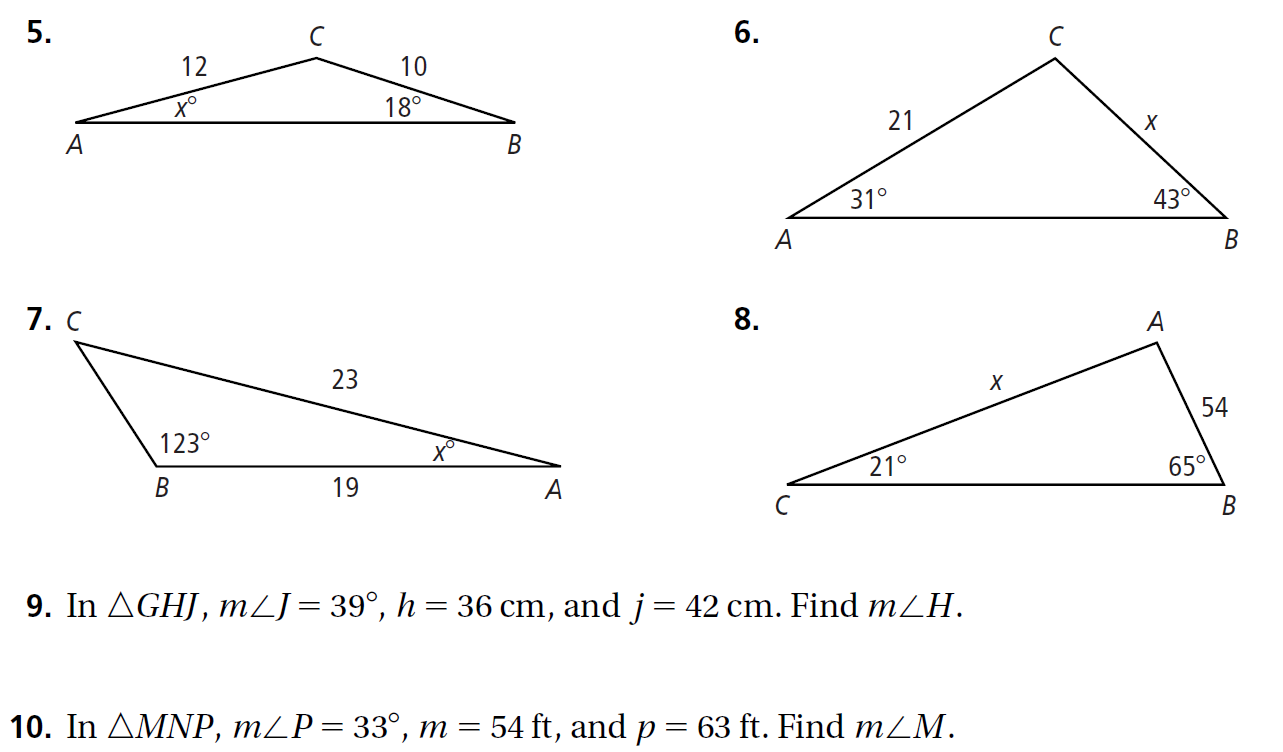 5.
C
12
10
x°
18°
A
B
6.
C
21
x
31°
43°
A
B
7.
C
23
123°
x°
B
19
A
8.
A
x
54
21°
65°
C
B
9. In △GHJ, m∠J = 39°, h = 36 cm, and j = 42 cm. Find m∠H.
10. In △MNP, m∠P = 33°, m = 54 ft, and p = 63 ft. Find m∠M.